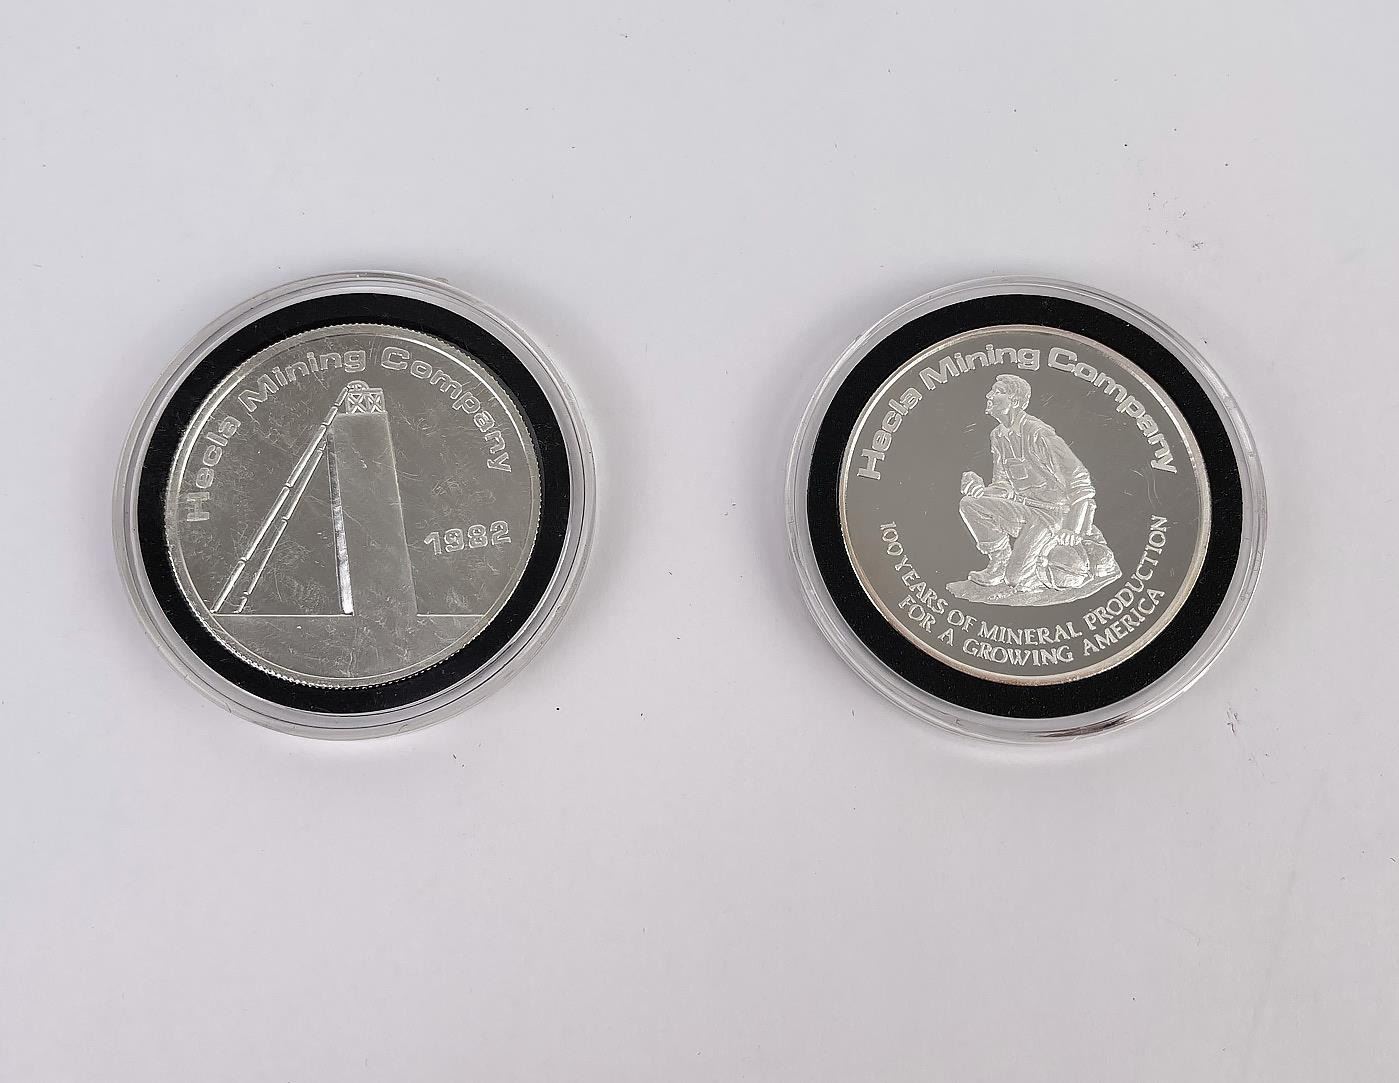 Hecla Mining Company
1982
Hecla Mining Company
100 YEARS OF MINERAL PRODUCTION
FOR A GROWING AMERICA